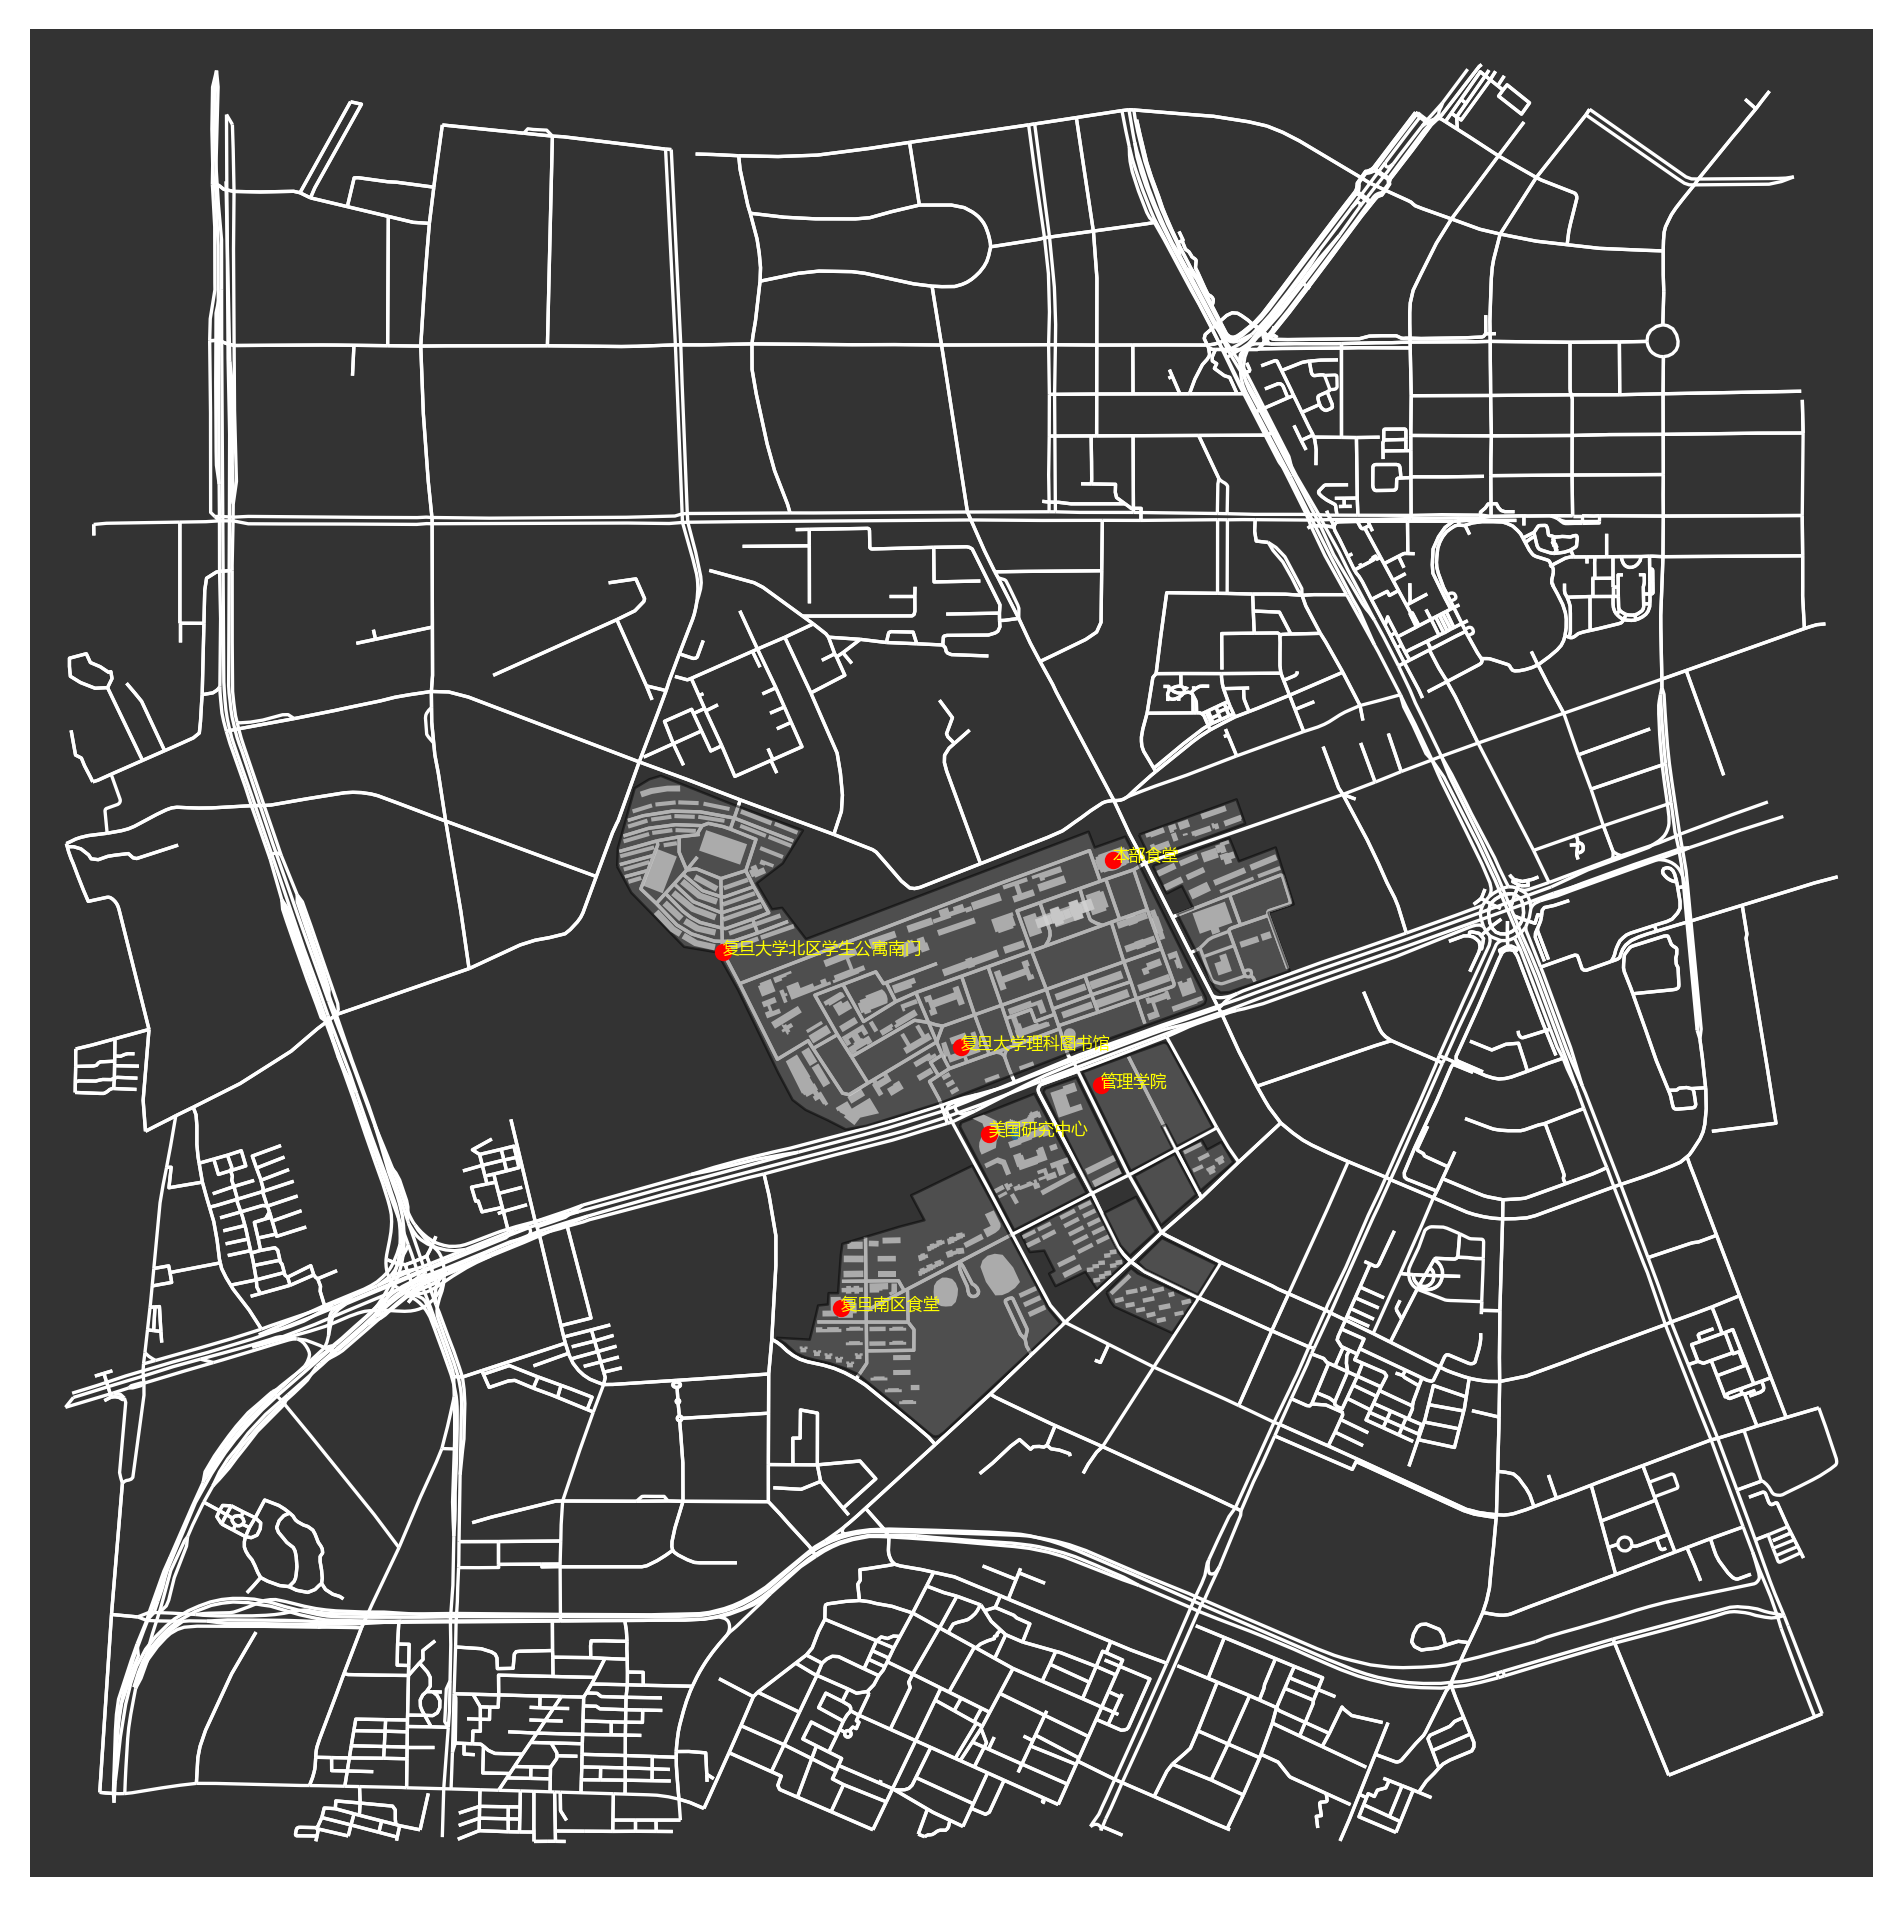 本部食堂
复旦大学北区学生公寓南门
复旦大学理科图书馆
管理学院
美国研究中心
复旦南区食堂